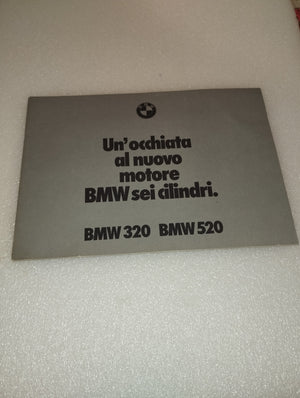 Un'occhiata
al nuovo
motore
BMW sei cilindri.
BMW 320 BMW 520